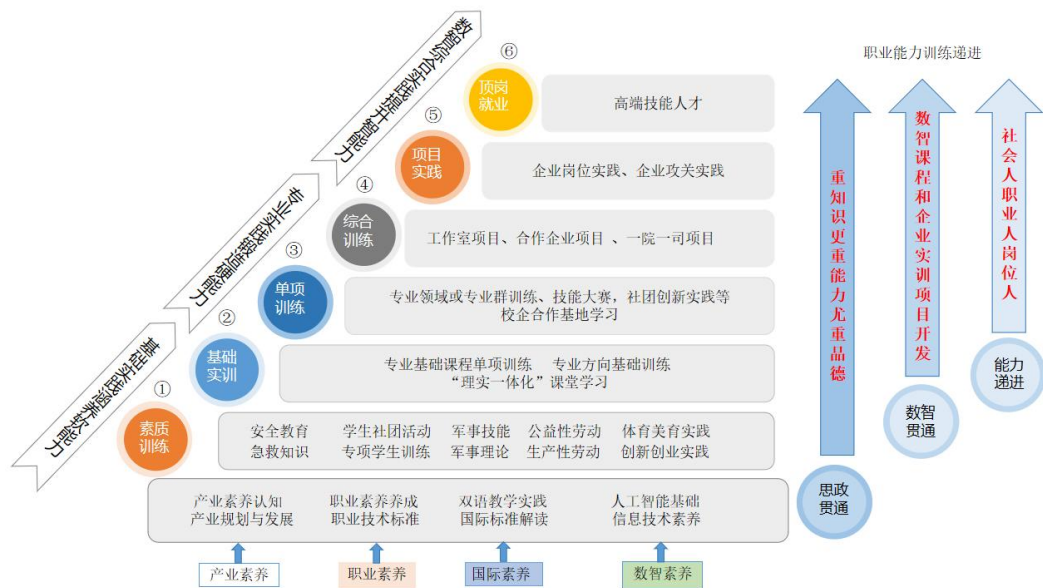 职业能力训练递进
数智综合实践提升智能力
专业实践锻造硬能力
基础实践涵养软能力
⑥
顶岗
就业
高端技能人才
⑤
项目
实践
企业岗位实践、企业攻关实践
④
综合
训练
工作室项目、合作企业项目 、一院一司项目
③
单项
训练
专业领域或专业群训练、技能大赛，社团创新实践等
校企合作基地学习
②
基础
实训
专业基础课程单项训练 专业方向基础训练
“理实一体化”课堂学习
①
素质
训练
安全教育 学生社团活动 军事技能 公益性劳动 体育美育实践
急救知识 专项学生训练 军事理论 生产性劳动 创新创业实践
产业素养认知 职业素养养成 双语教学实践 人工智能基础
产业规划与发展 职业技术标准 国际标准解读 信息技术素养
产业素养 职业素养 国际素养 数智素养
重知识更重能力尤重品德
思政
贯通
数智课程和企业实训项目开发
数智
贯通
社会人职业人岗位人
能力
递进